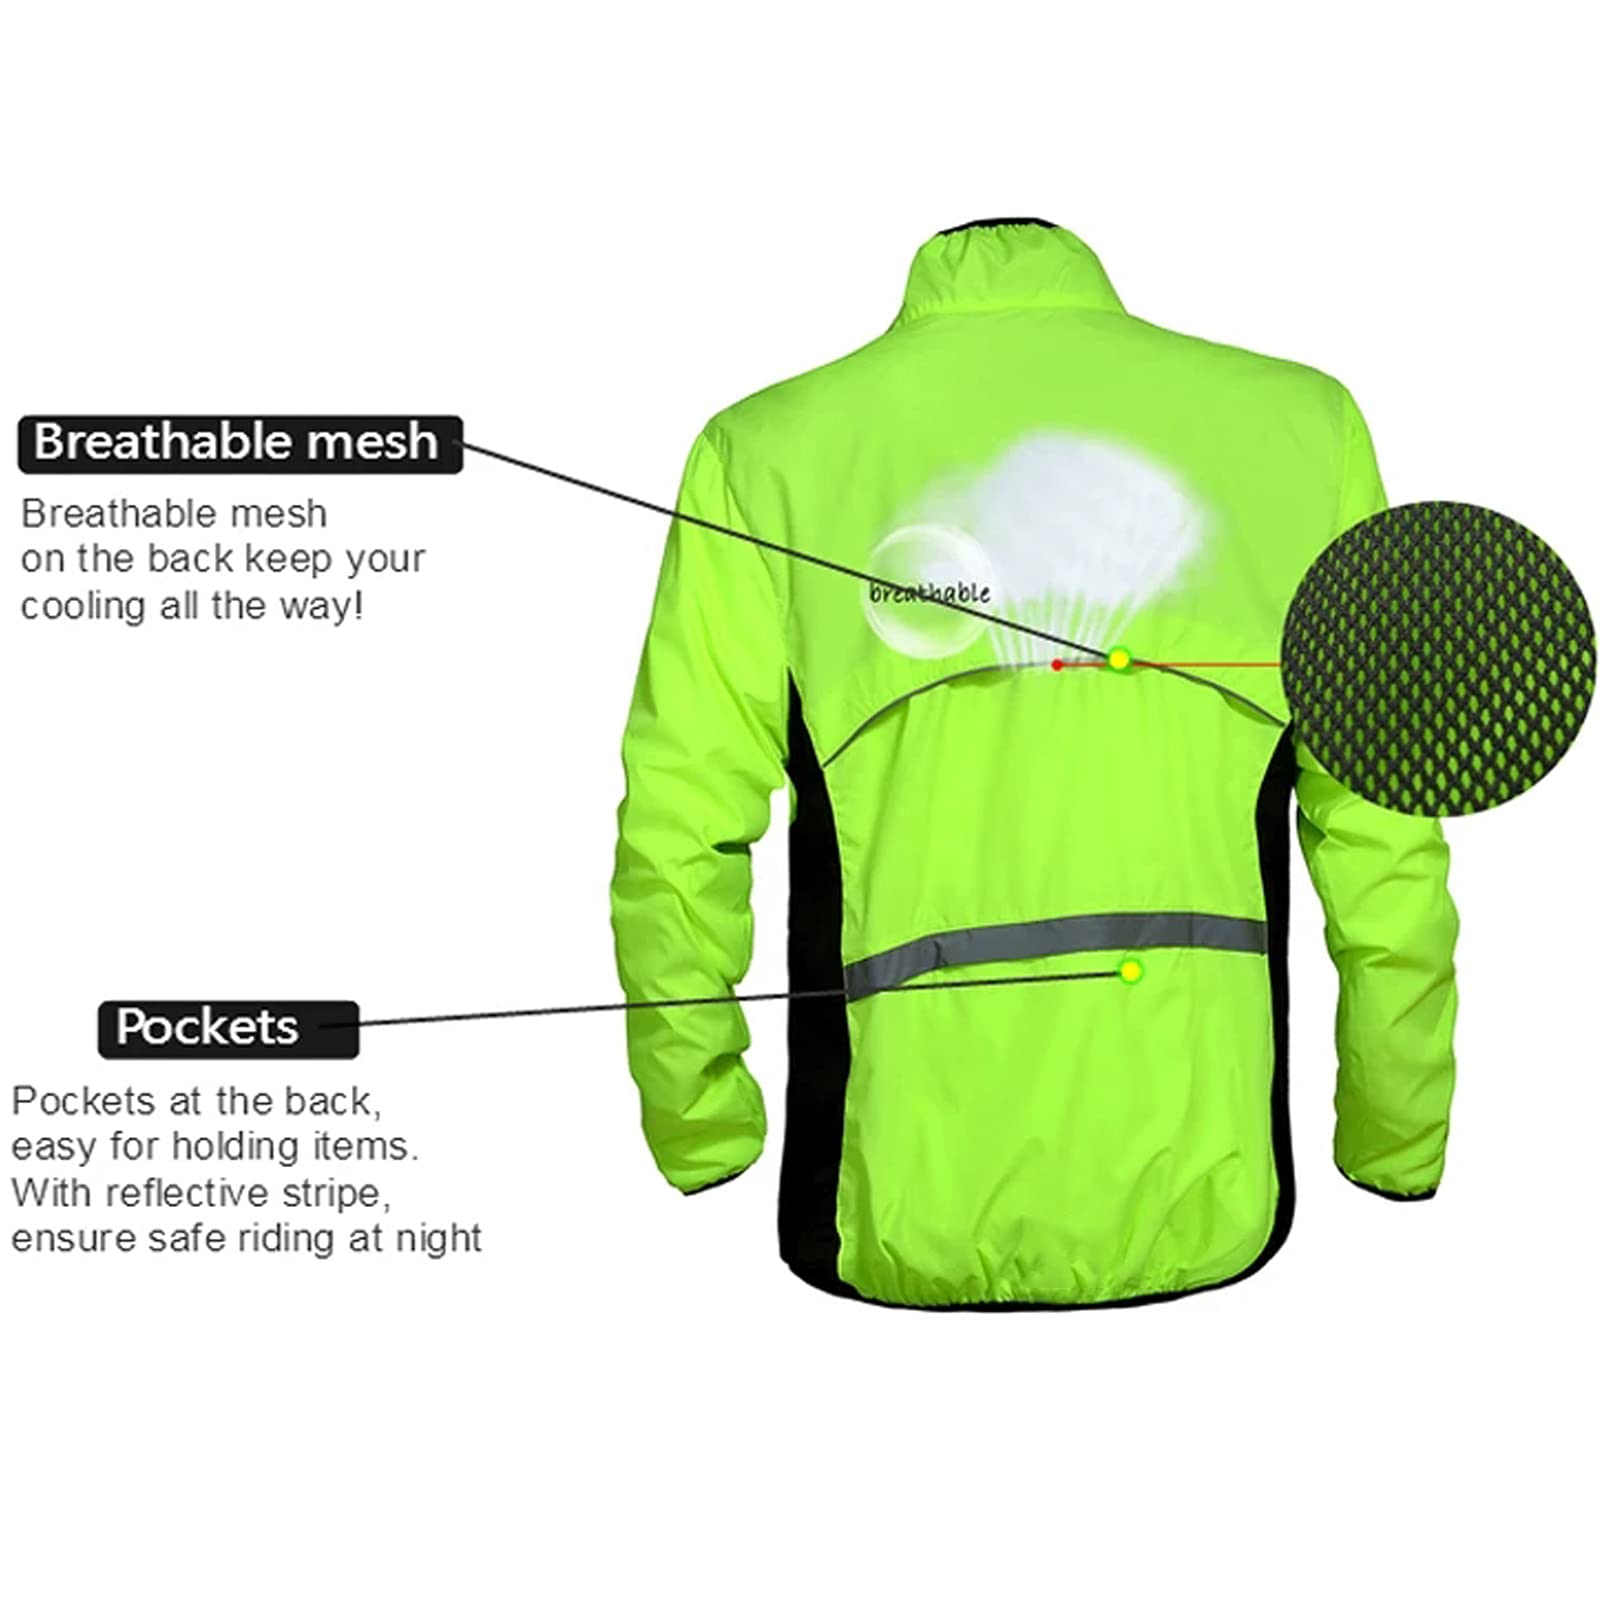 Breathable mesh
Breathable mesh
on the back keep your
cooling all the way!
breathable
Pockets
Pockets at the back,
easy for holding items.
With reflective stripe,
ensure safe riding at night